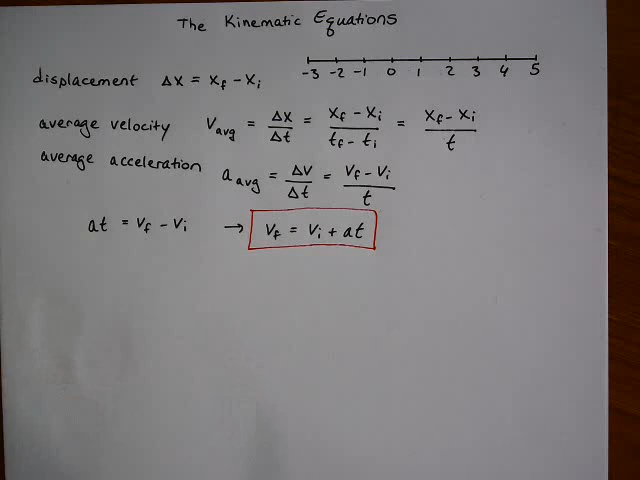 The Kinematic Equations
-3 -2 -1 0 1 2 3 4 5
displacement Δx = xf - xi
average velocity Vavg = Δx/Δt = (xf - xi)/(tf - ti) = (xf - xi)/t
average acceleration aavg = Δv/Δt = (Vf - Vi)/t
at = Vf - Vi → Vf = Vi + at